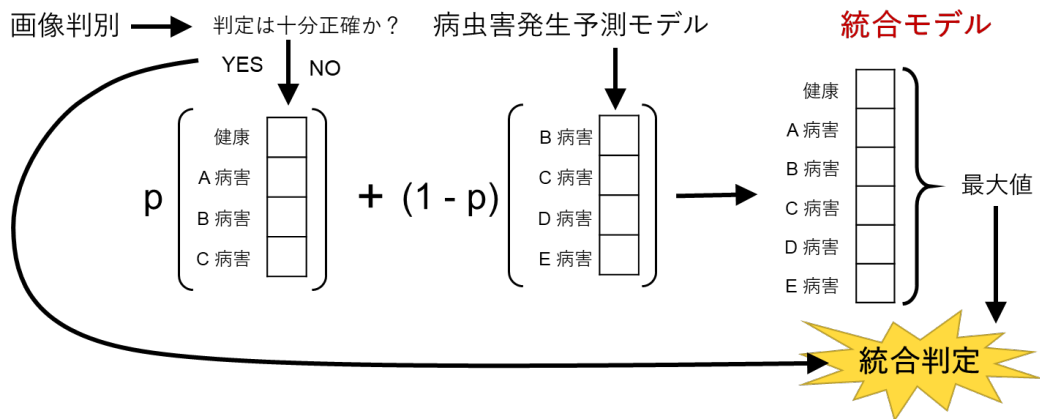 画像判別
判定は十分正確か？
病虫害発生予測モデル
統合モデル
YES
NO
p
健康
A 病害
B 病害
C 病害
+
(1 - p)
B 病害
C 病害
D 病害
E 病害
健康
A 病害
B 病害
C 病害
D 病害
E 病害
最大値
統合判定